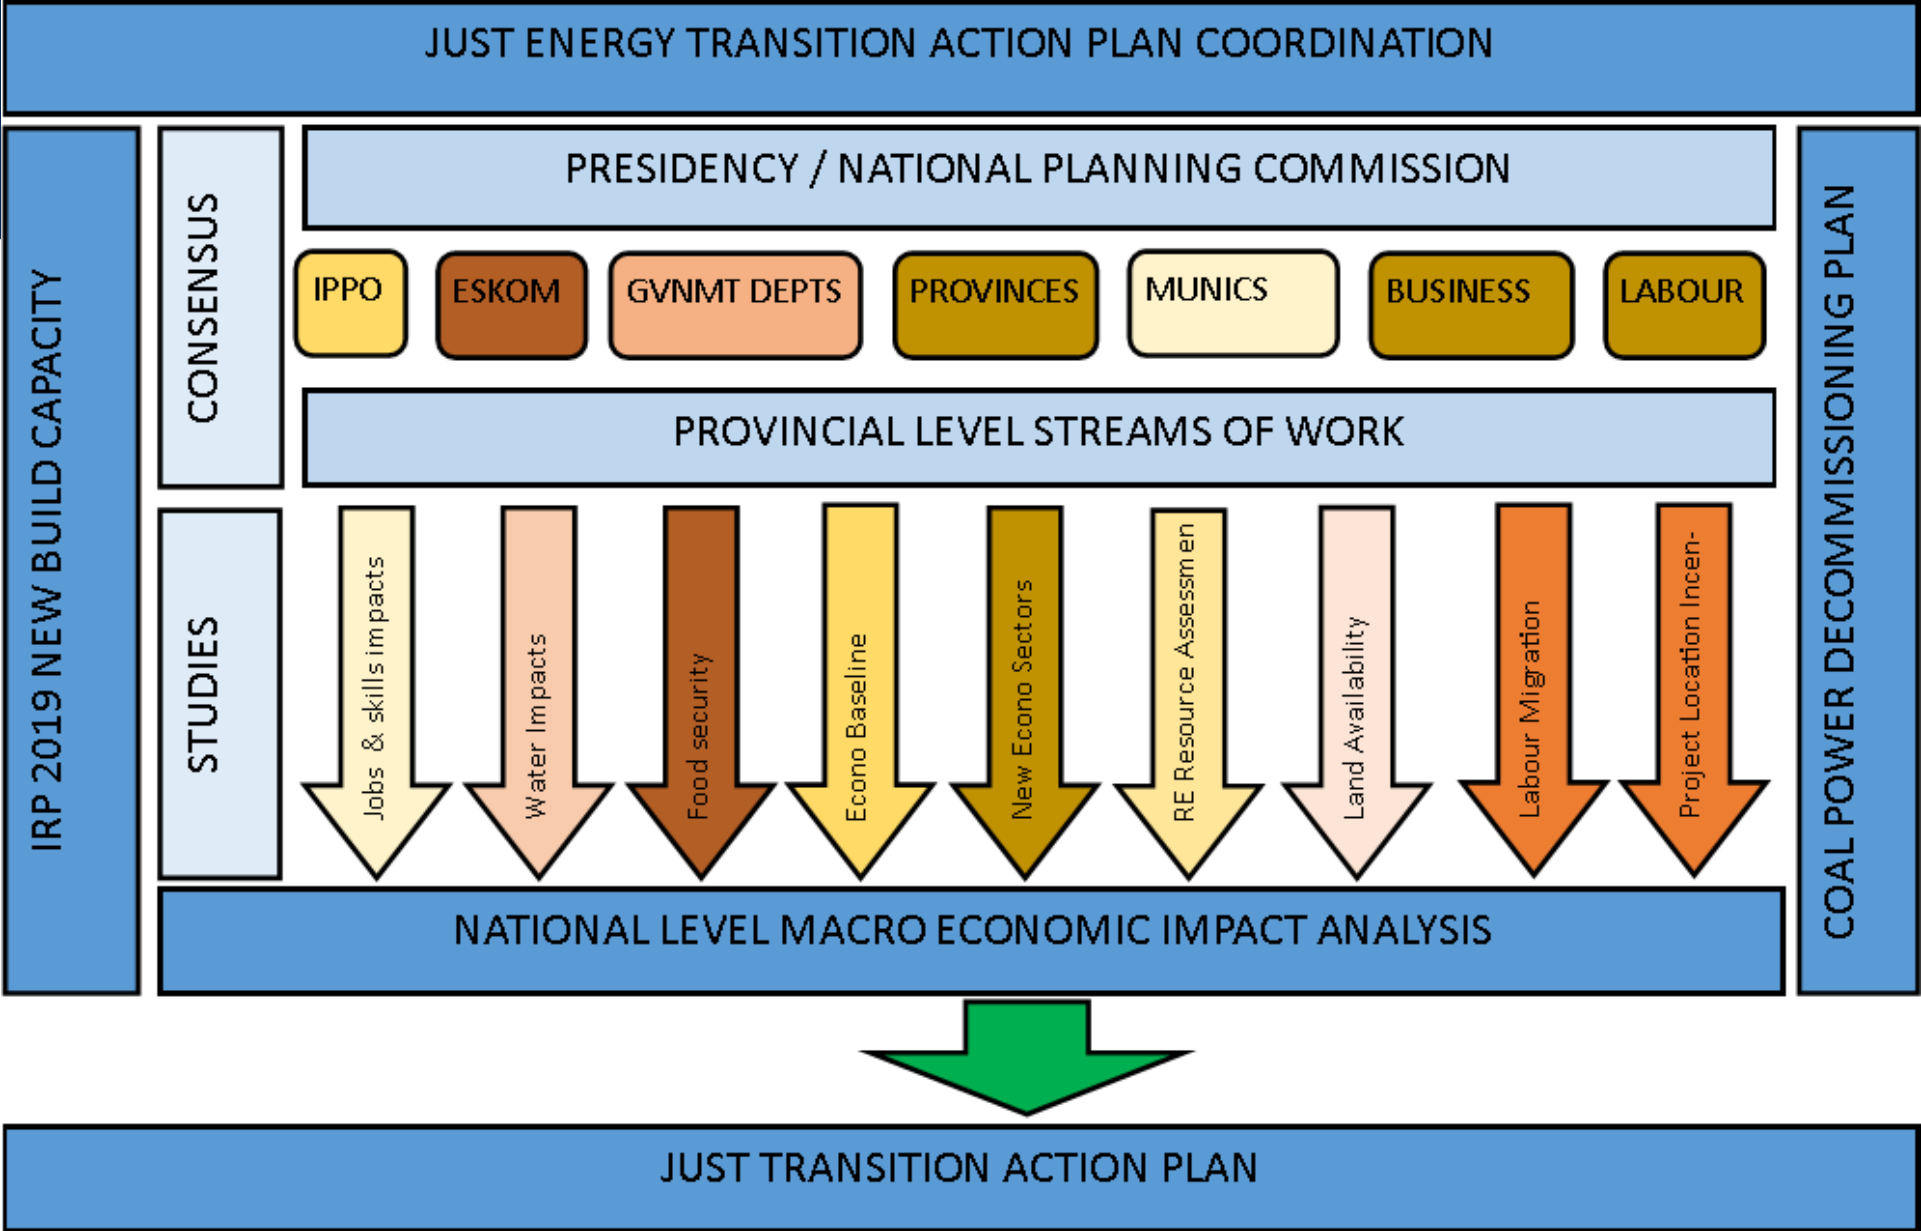 JUST ENERGY TRANSITION ACTION PLAN COORDINATION
IRP 2019 NEW BUILD CAPACITY
CONSENSUS
PRESIDENCY / NATIONAL PLANNING COMMISSION
IPPO
ESKOM
GVNMT DEPTS
PROVINCES
MUNICS
BUSINESS
LABOUR
PROVINCIAL LEVEL STREAMS OF WORK
STUDIES
Jobs & skills impacts
Water Impacts
Food security
Econo Baseline
New Econo Sectors
RE Resource Assessmen
Land Availability
Labour Migration
Project Location Incen-
COAL POWER DECOMMISSIONING PLAN
NATIONAL LEVEL MACRO ECONOMIC IMPACT ANALYSIS
JUST TRANSITION ACTION PLAN